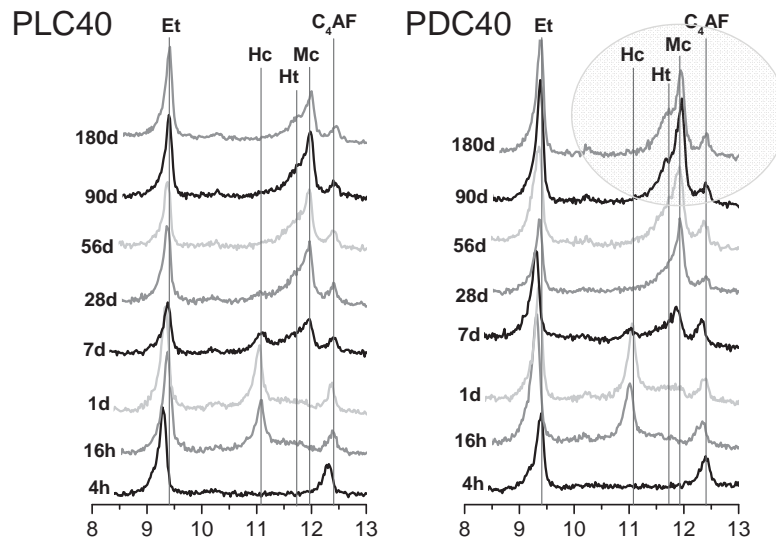 PLC40
Et
Hc
Ht
Mc
C₄AF
180d
90d
56d
28d
7d
1d
16h
4h
8 9 10 11 12 13
PDC40
Et
Hc
Ht
Mc
C₄AF
180d
90d
56d
28d
7d
1d
16h
4h
8 9 10 11 12 13